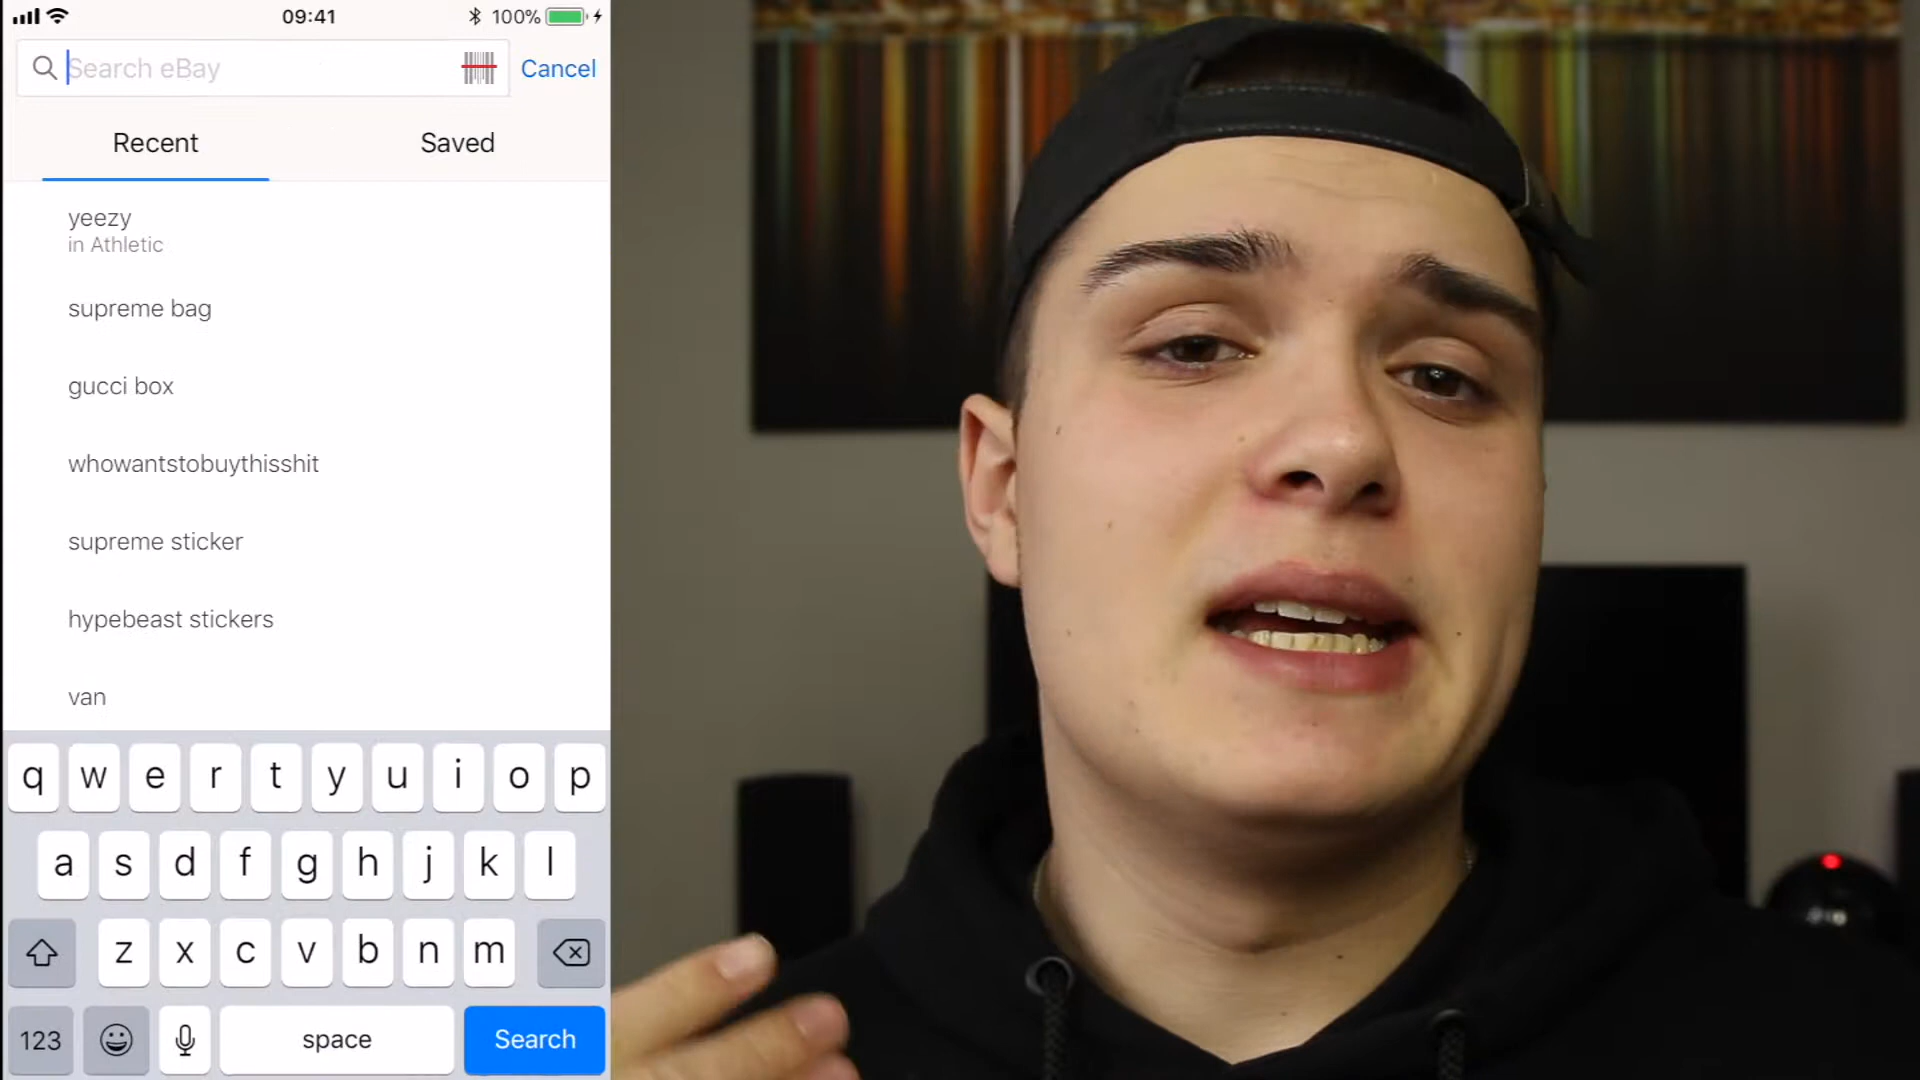 09:41
100%
Search eBay
Cancel
Recent
Saved
yeezy
in Athletic
supreme bag
gucci box
whowantstobuythisshit
supreme sticker
hypebeast stickers
van
q w e r t y u i o p
a s d f g h j k l
z x c v b n m
123
space
Search